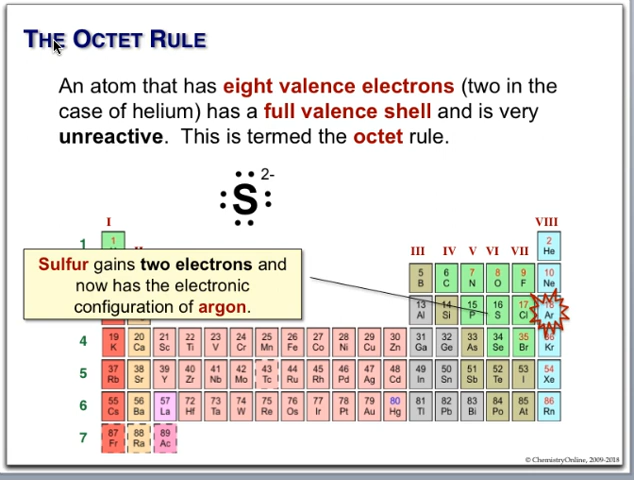 THE OCTET RULE
An atom that has eight valence electrons (two in the
case of helium) has a full valence shell and is very
unreactive. This is termed the octet rule.
S 2-
I VIII
1 1 2
He
III IV V VI VII
Sulfur gains two electrons and
now has the electronic
configuration of argon.
5 6 7 8 9 10
B C N O F Ne
13 14 15 16 17 18
Al Si P S Cl Ar
4 19 20 21 22 23 24 25 26 27 28 29 30 31 32 33 34 35 36
K Ca Sc Ti V Cr Mn Fe Co Ni Cu Zn Ga Ge As Se Br Kr
5 37 38 39 40 41 42 43 44 45 46 47 48 49 50 51 52 53 54
Rb Sr Y Zr Nb Mo Tc Ru Rh Pd Ag Cd In Sn Sb Te I Xe
6 55 56 57 72 73 74 75 76 77 78 79 80 81 82 83 84 85 86
Cs Ba La Hf Ta W Re Os Ir Pt Au Hg Tl Pb Bi Po At Rn
7 87 88 89
Fr Ra Ac
© ChemistryOnline, 2009-2018